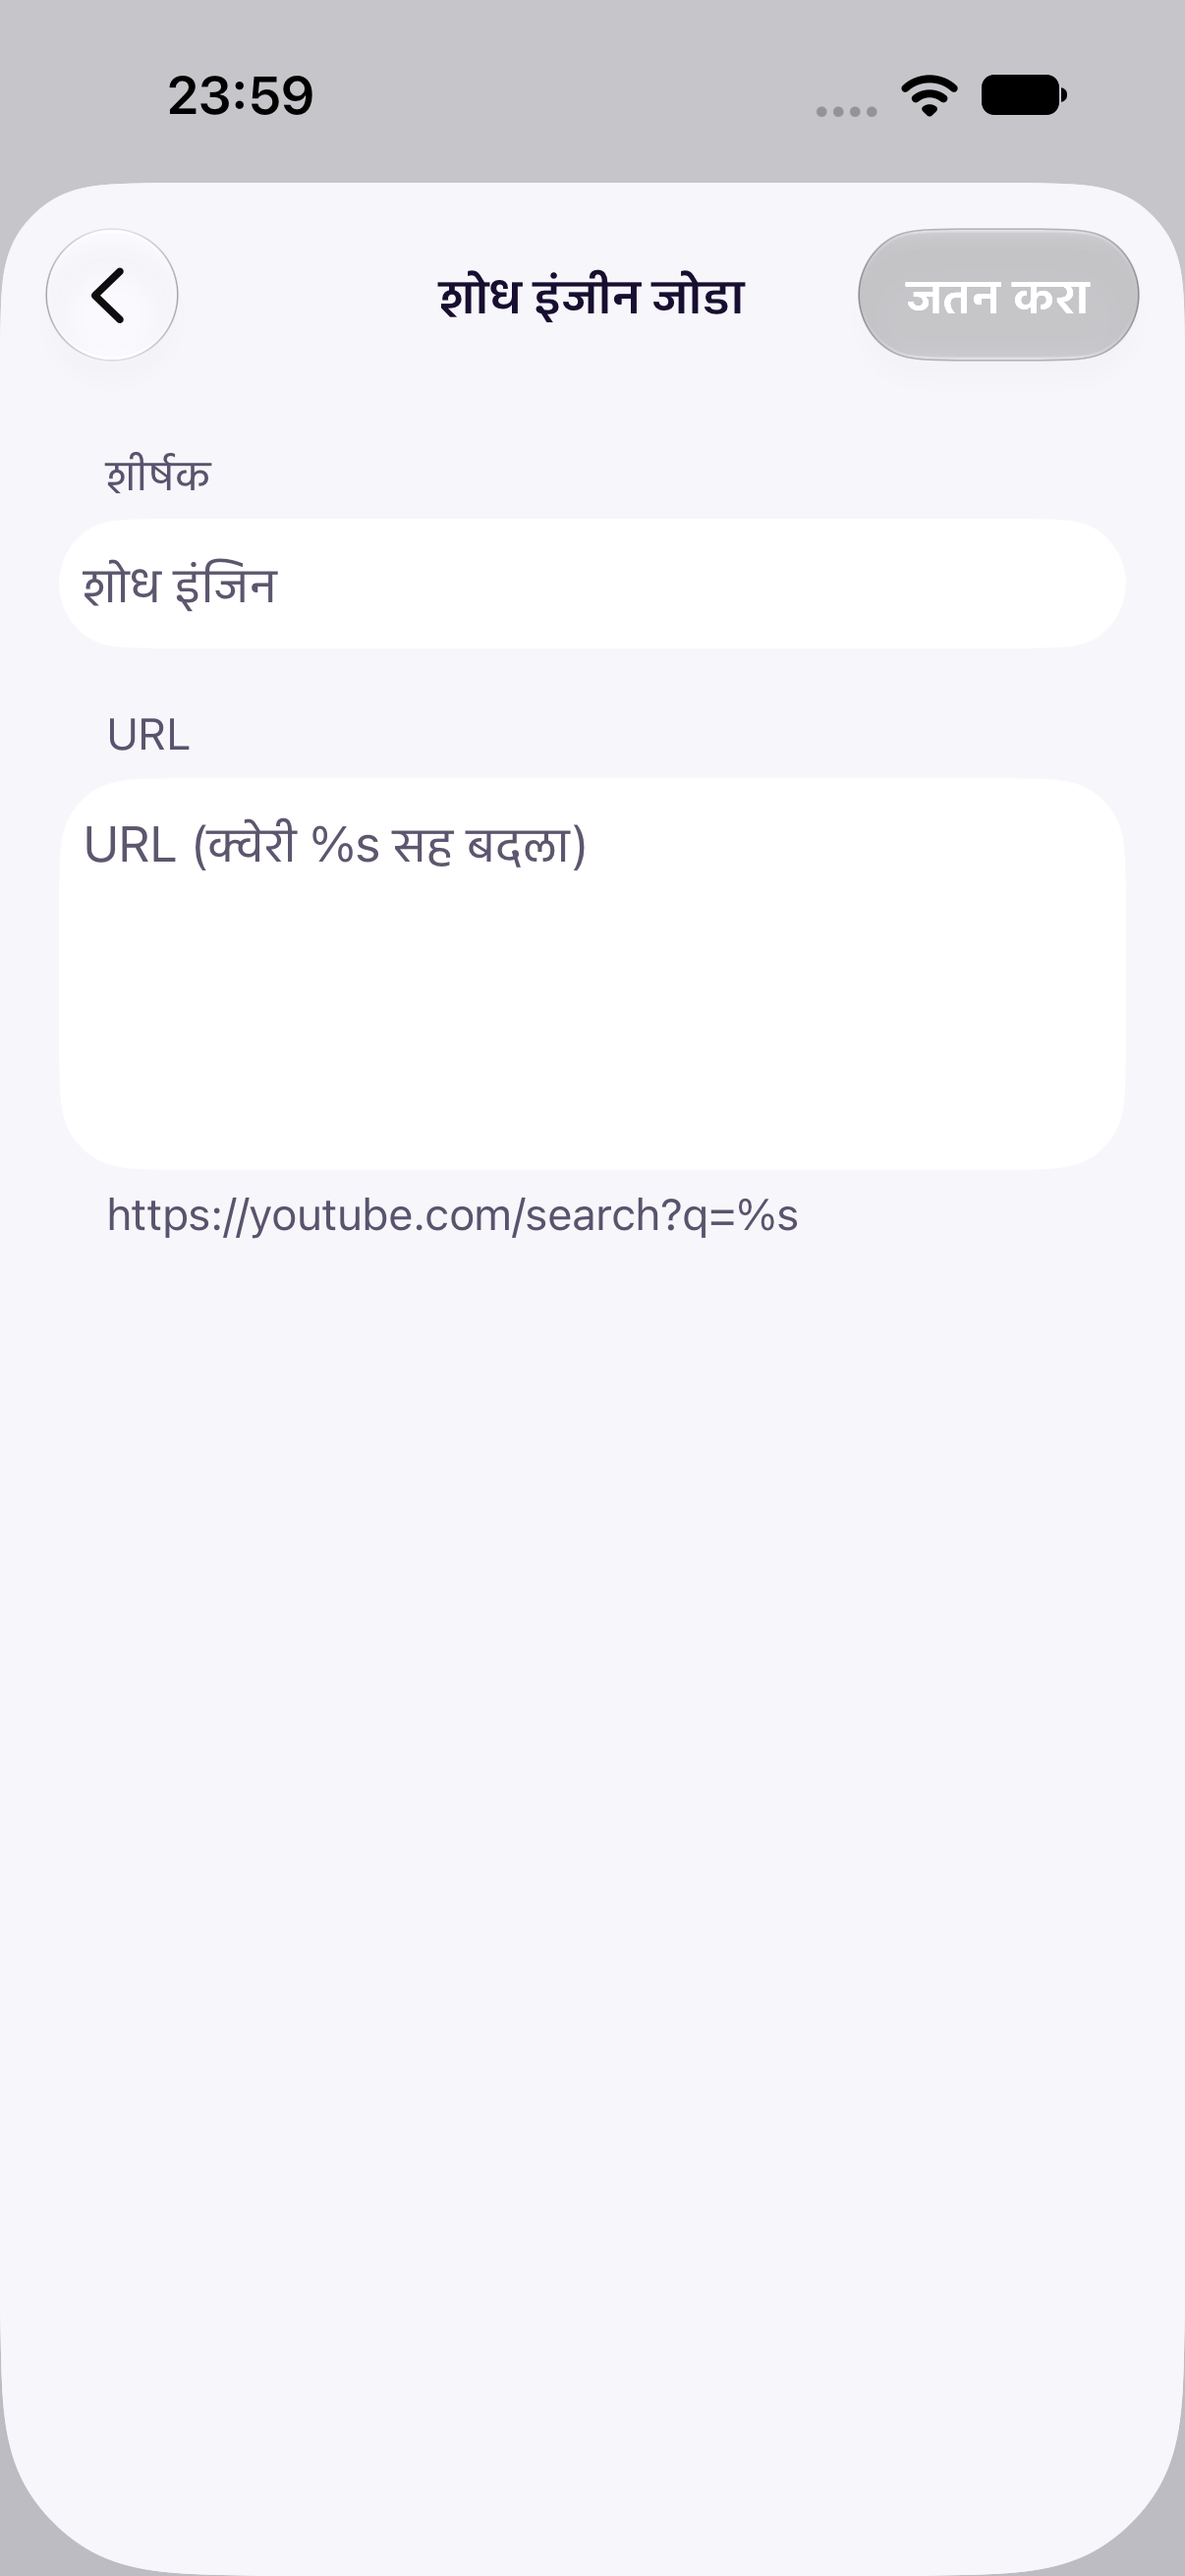 23:59
शोध इंजीन जोडा
जतन करा
शीर्षक
शोध इंजिन
URL
URL (क्वेरी %s सह बदला)
https://youtube.com/search?q=%s